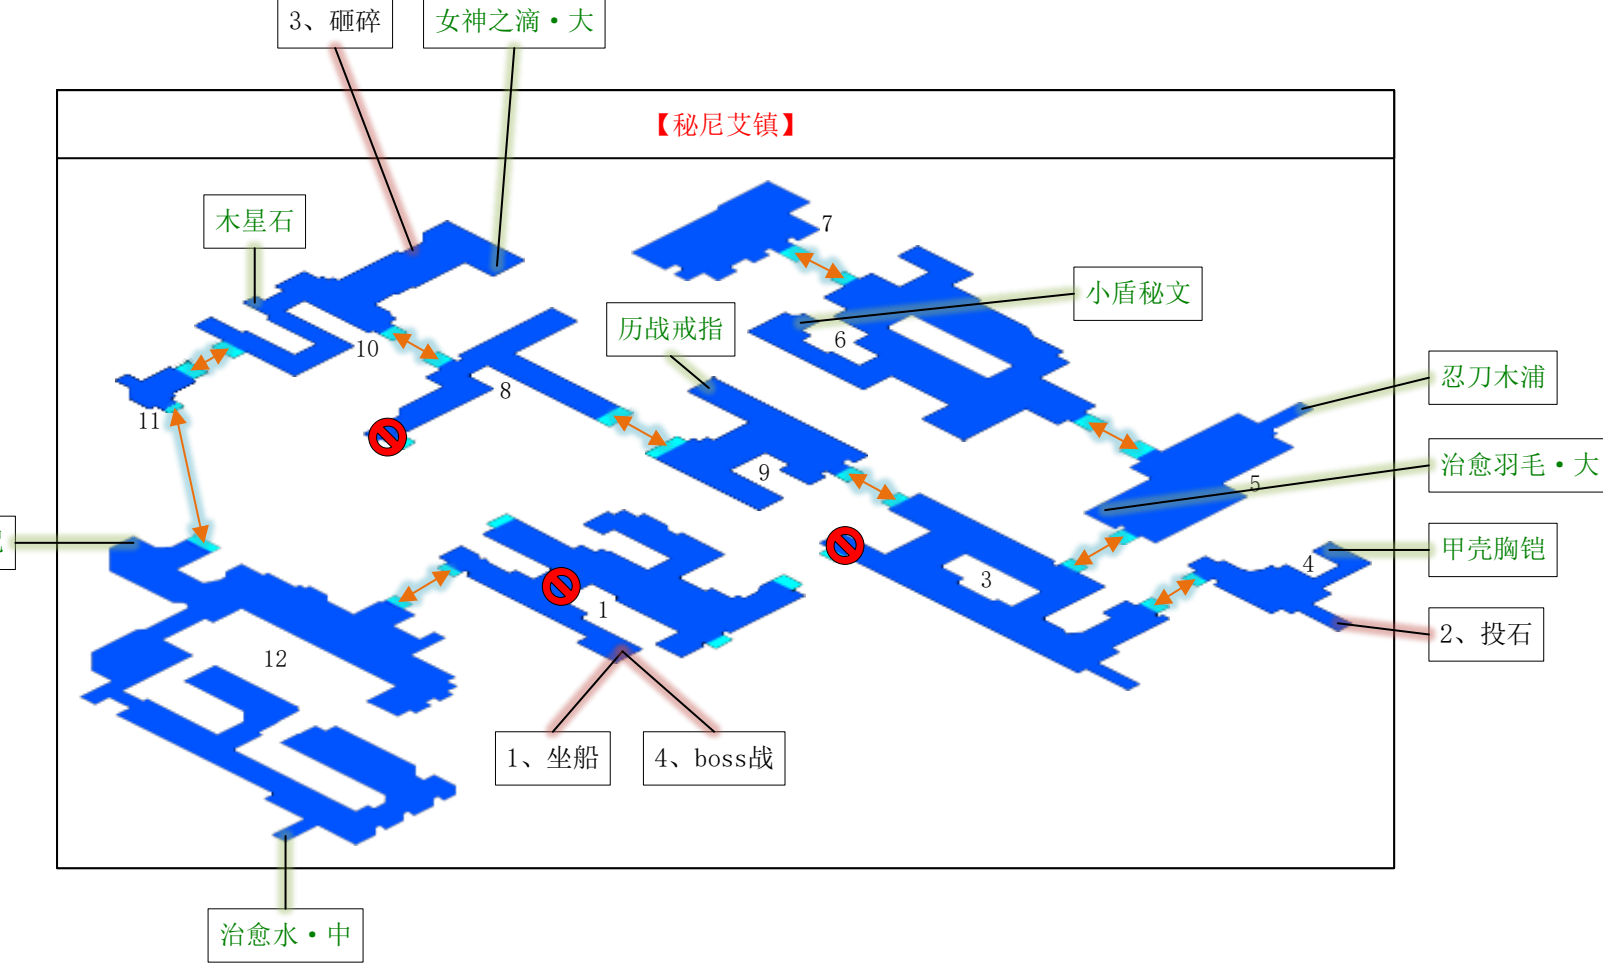 3、砸碎
女神之滴·大
【秘尼艾镇】
木星石
7
小盾秘文
历战戒指
6
10
8
忍刀木浦
11
9
治愈羽毛·大
5
甲壳胸铠
4
3
1
2、投石
12
1、坐船
4、boss战
治愈水·中